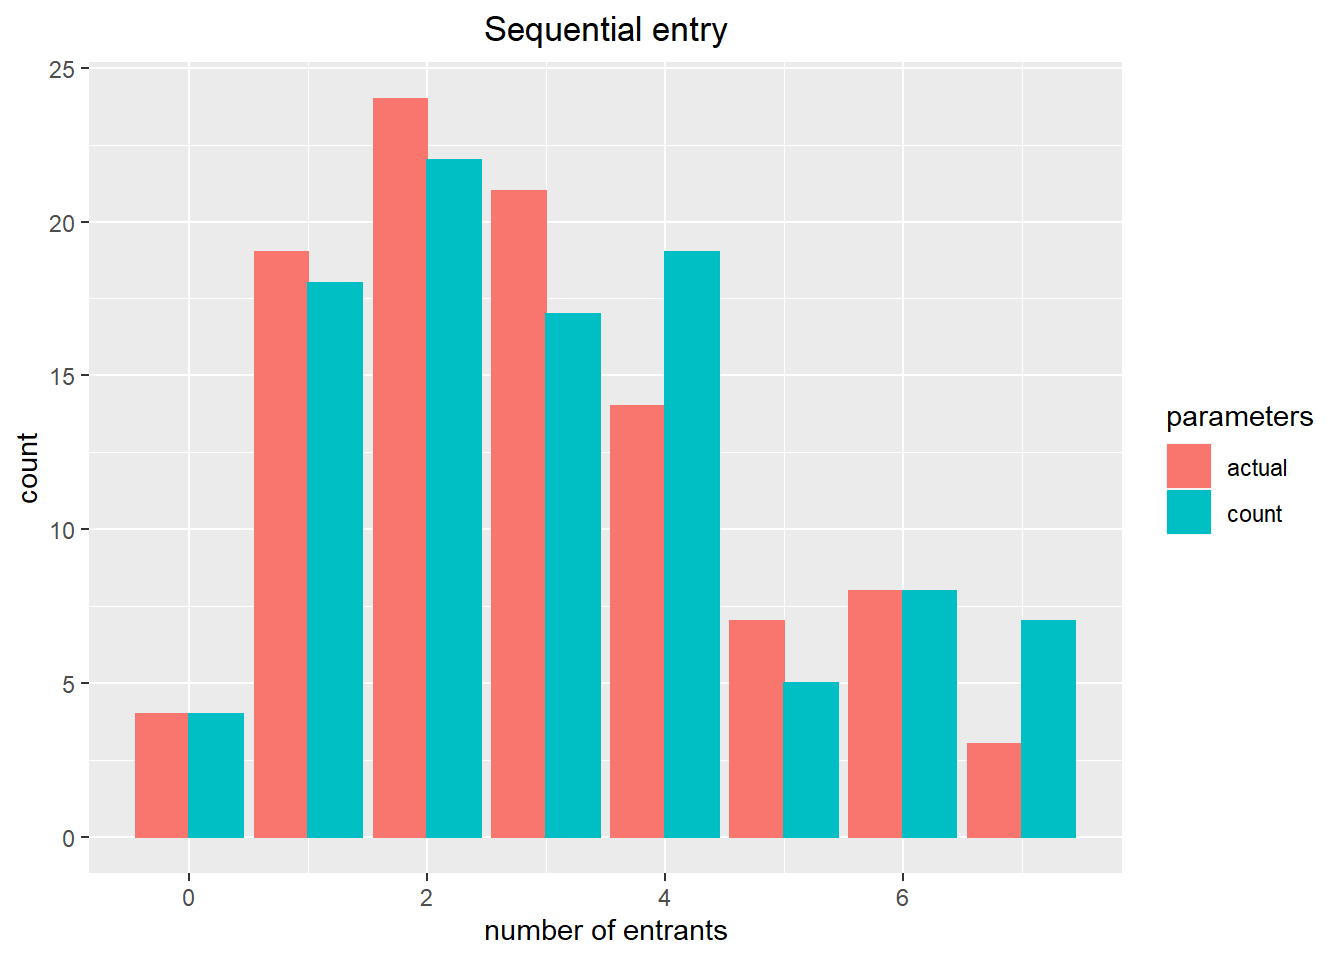 Sequential entry
25
20
15
10
5
0
count
0 2 4 6
number of entrants
parameters
actual
count